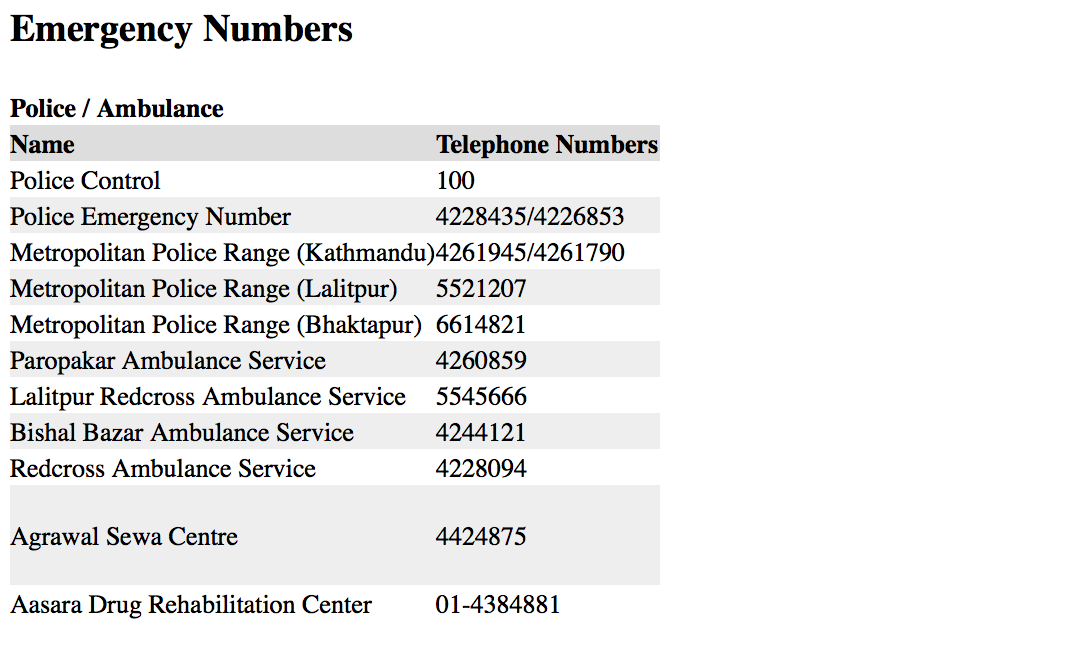 Emergency Numbers
Police / Ambulance
Name Telephone Numbers
Police Control 100
Police Emergency Number 4228435/4226853
Metropolitan Police Range (Kathmandu)4261945/4261790
Metropolitan Police Range (Lalitpur) 5521207
Metropolitan Police Range (Bhaktapur) 6614821
Paropakar Ambulance Service 4260859
Lalitpur Redcross Ambulance Service 5545666
Bishal Bazar Ambulance Service 4244121
Redcross Ambulance Service 4228094
Agrawal Sewa Centre 4424875
Aasara Drug Rehabilitation Center 01-4384881